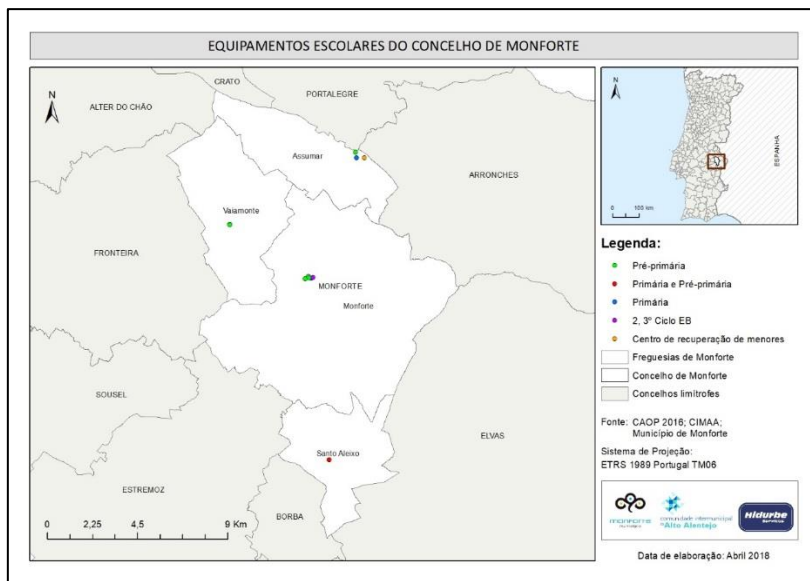 EQUIPAMENTOS ESCOLARES DO CONCELHO DE MONFORTE
N
CRATO
PORTALEGRE
ALTER DO CHÃO
Assumar
ARRONCHES
Vaiamonte
FRONTEIRA
MONFORTE
Monforte
SOUSEL
ELVAS
Santo Aleixo
ESTREMOZ
BORBA
0 2,25 4,5 9 Km
N
ESPANHA
0 100 km
Legenda:
Pré-primária
Primária e Pré-primária
Primária
2, 3º Ciclo EB
Centro de recuperação de menores
Freguesias de Monforte
Concelho de Monforte
Concelhos limítrofes
Fonte: CAOP 2016; CIMAA;
Município de Monforte
Sistema de Projeção:
ETRS 1989 Portugal TM06
monforte
comunidade intermunicipal
do Alto Alentejo
Hidurbe
Data de elaboração: Abril 2018